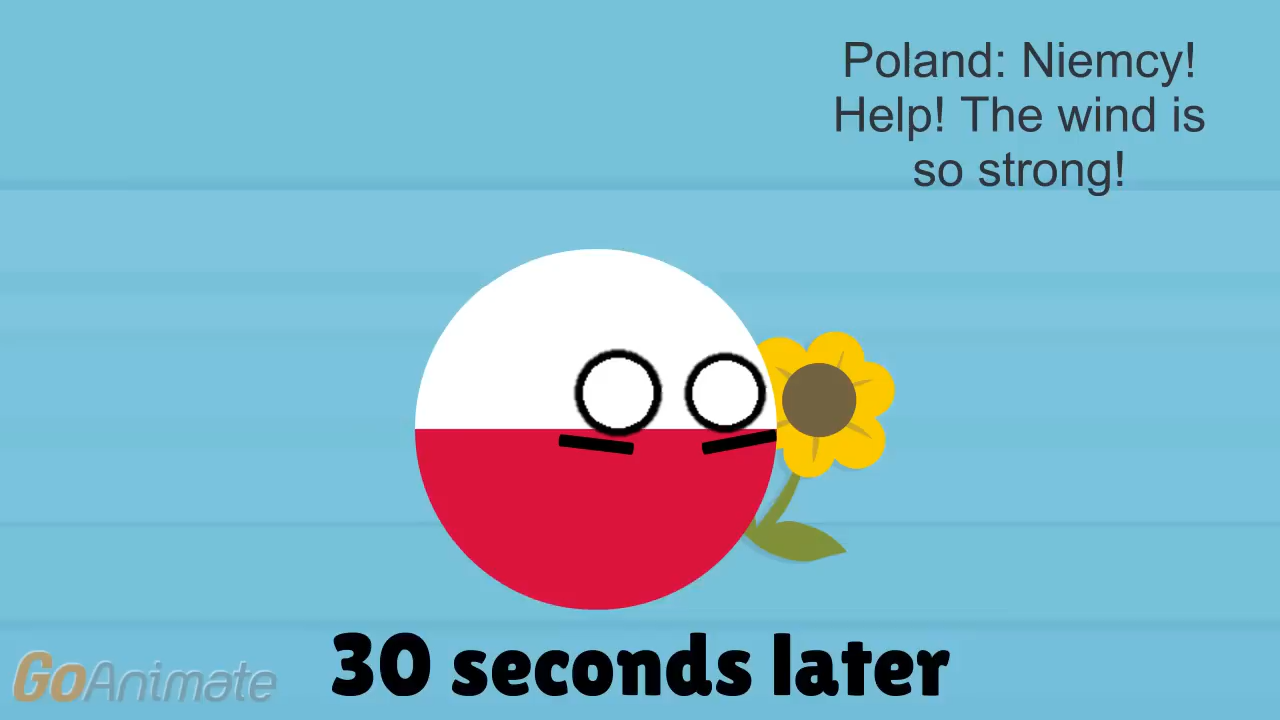 Poland: Niemcy!
Help! The wind is
so strong!
30 seconds later
GoAnimate